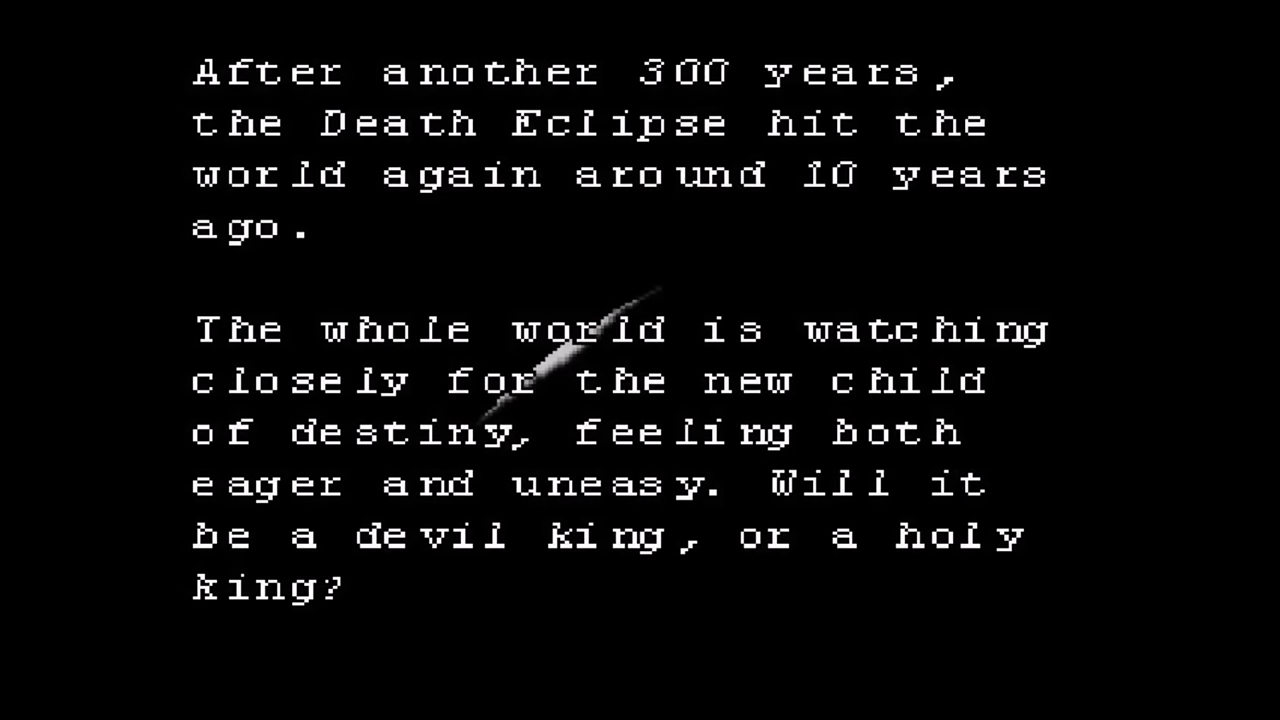 After another 300 years,
the Death Eclipse hit the
world again around 10 years
ago.
The whole world is watching
closely for the new child
of destiny, feeling both
eager and uneasy. Will it
be a devil king, or a holy
king?